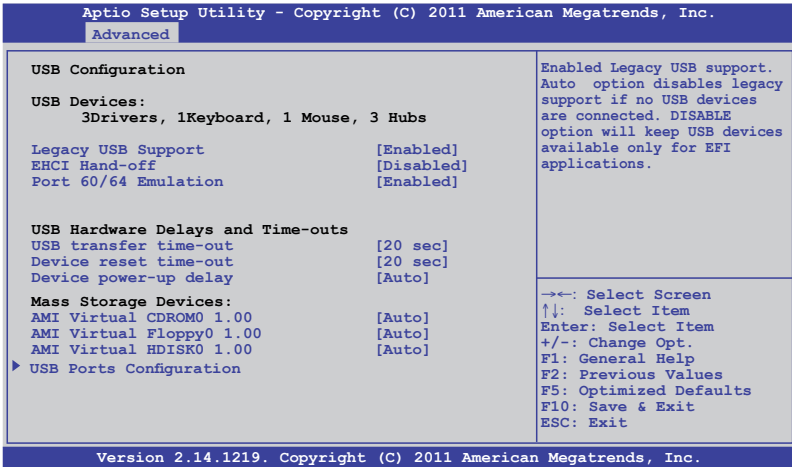 Aptio Setup Utility - Copyright (C) 2011 American Megatrends, Inc.
Advanced
USB Configuration
USB Devices:
3Drivers, 1Keyboard, 1 Mouse, 3 Hubs
Legacy USB Support [Enabled]
EHCI Hand-off [Disabled]
Port 60/64 Emulation [Enabled]
USB Hardware Delays and Time-outs
USB transfer time-out [20 sec]
Device reset time-out [20 sec]
Device power-up delay [Auto]
Mass Storage Devices:
AMI Virtual CDROM0 1.00 [Auto]
AMI Virtual Floppy0 1.00 [Auto]
AMI Virtual HDISK0 1.00 [Auto]
USB Ports Configuration
Enabled Legacy USB support.
Auto option disables legacy
support if no USB devices
are connected. DISABLE
option will keep USB devices
available only for EFI
applications.
→←: Select Screen
↑↓: Select Item
Enter: Select Item
+/-: Change Opt.
F1: General Help
F2: Previous Values
F5: Optimized Defaults
F10: Save & Exit
ESC: Exit
Version 2.14.1219. Copyright (C) 2011 American Megatrends, Inc.